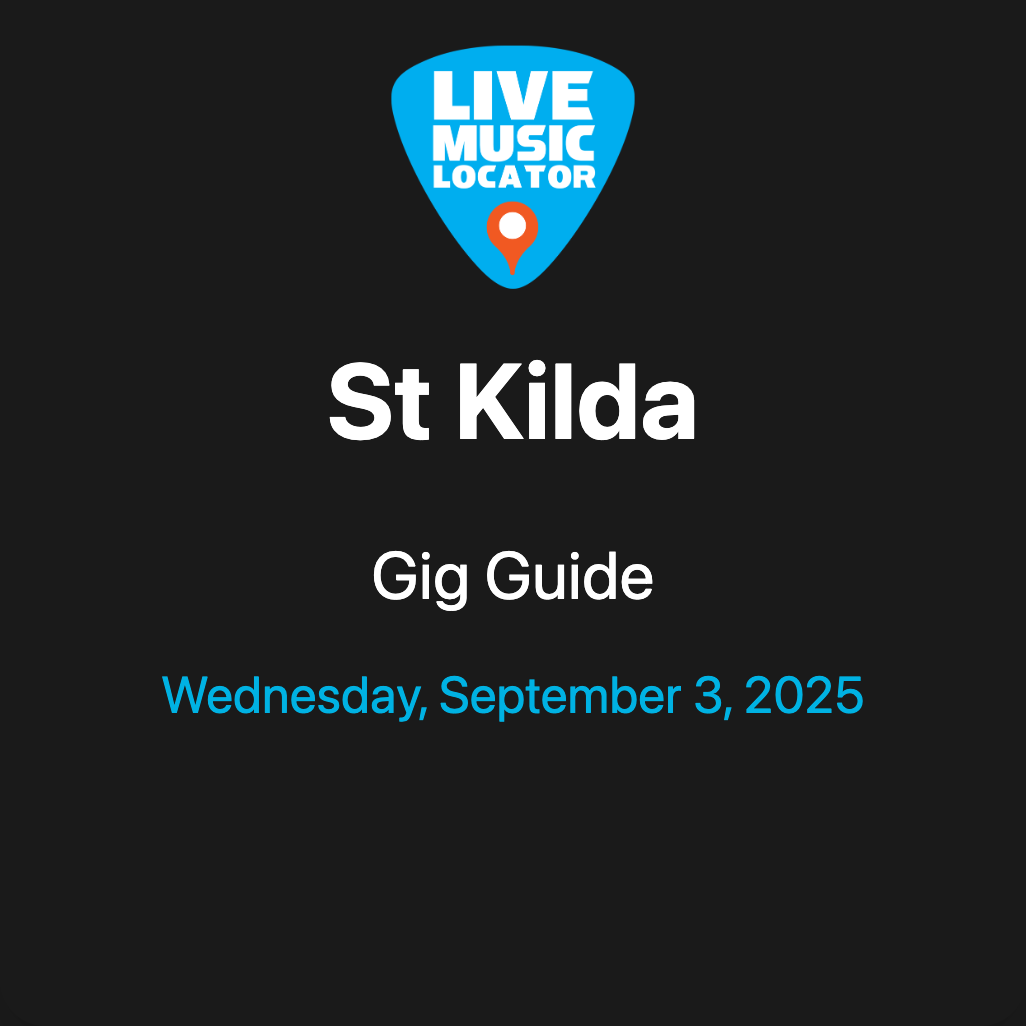 LIVE
MUSIC
LOCATOR
St Kilda
Gig Guide
Wednesday, September 3, 2025